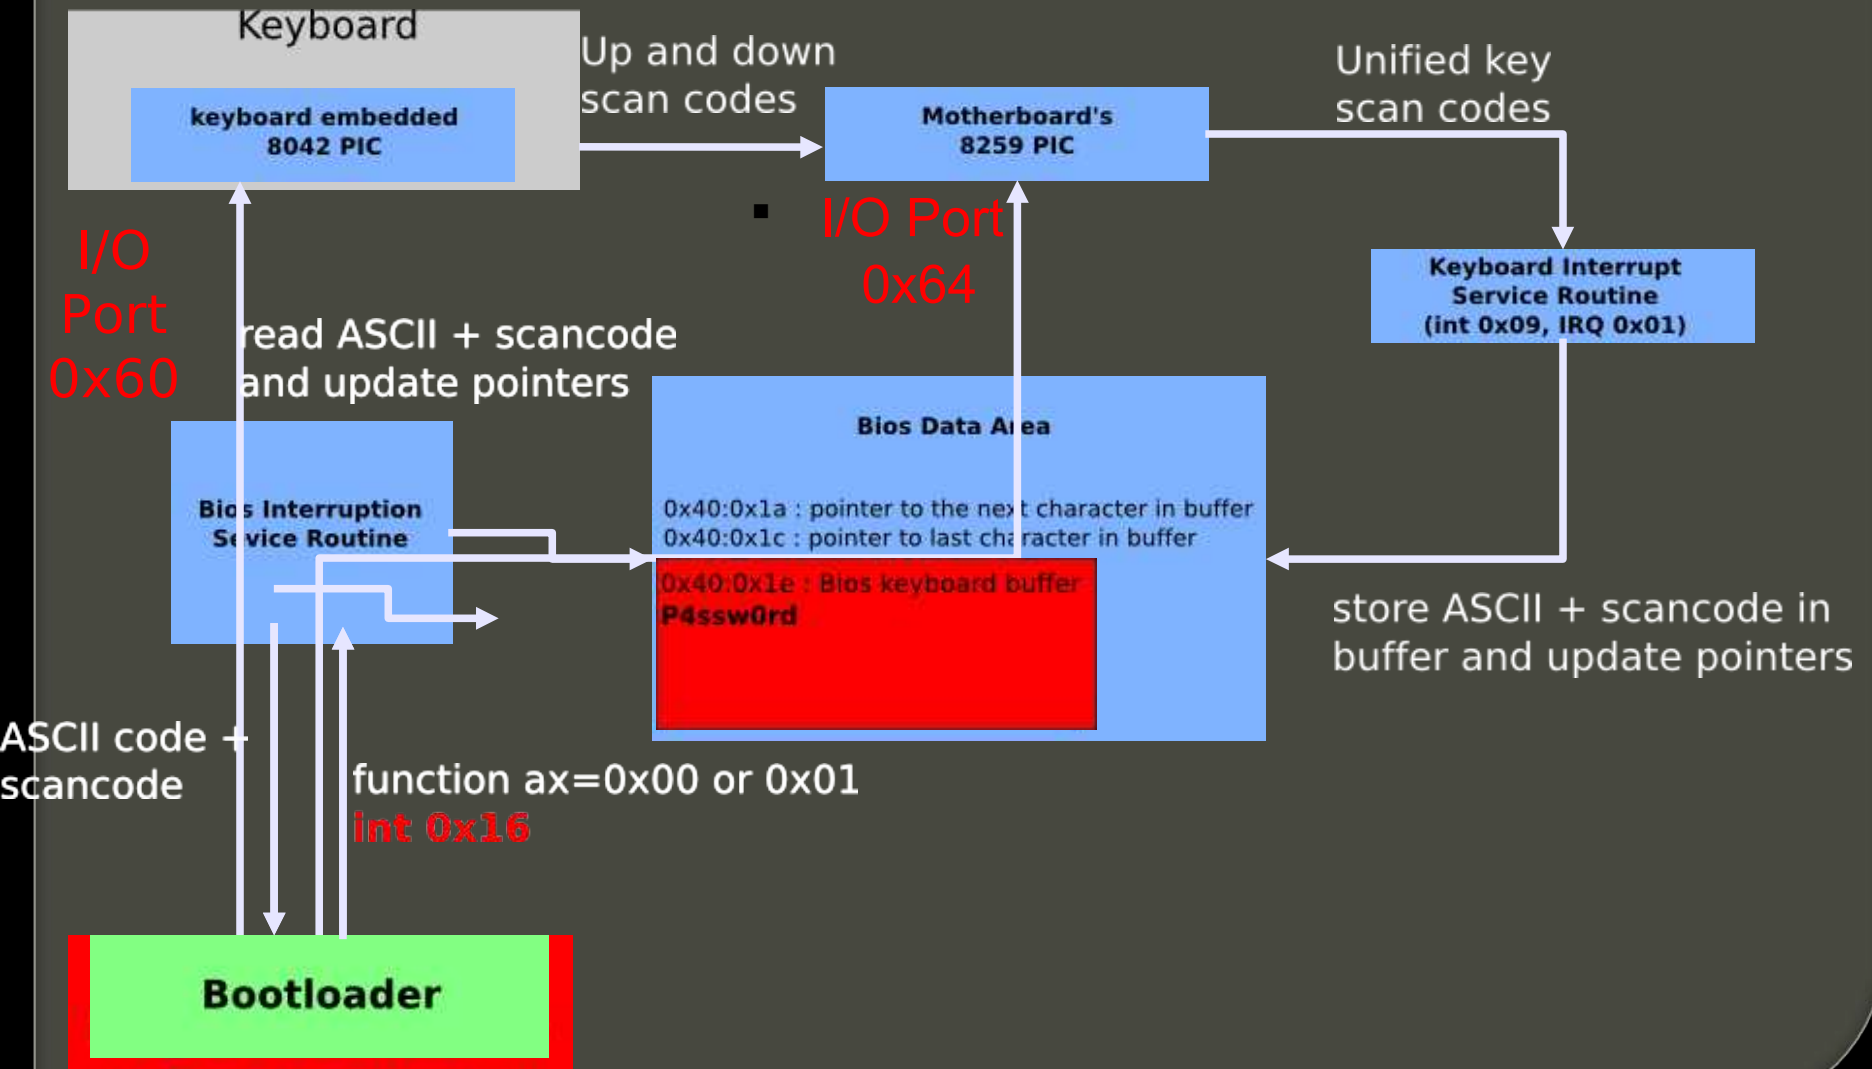 Keyboard
keyboard embedded
8042 PIC
Up and down
scan codes
Motherboard's
8259 PIC
Unified key
scan codes
I/O
Port
0x60
I/O Port
0x64
Keyboard Interrupt
Service Routine
(int 0x09, IRQ 0x01)
read ASCII + scancode
and update pointers
Bios Data Area
0x40:0x1a : pointer to the next character in buffer
0x40:0x1c : pointer to last character in buffer
0x40:0x1e : Bios keyboard buffer
P4ssw0rd
Bios Interruption
Sevice Routine
store ASCII + scancode in
buffer and update pointers
ASCII code +
scancode
function ax=0x00 or 0x01
int 0x16
Bootloader